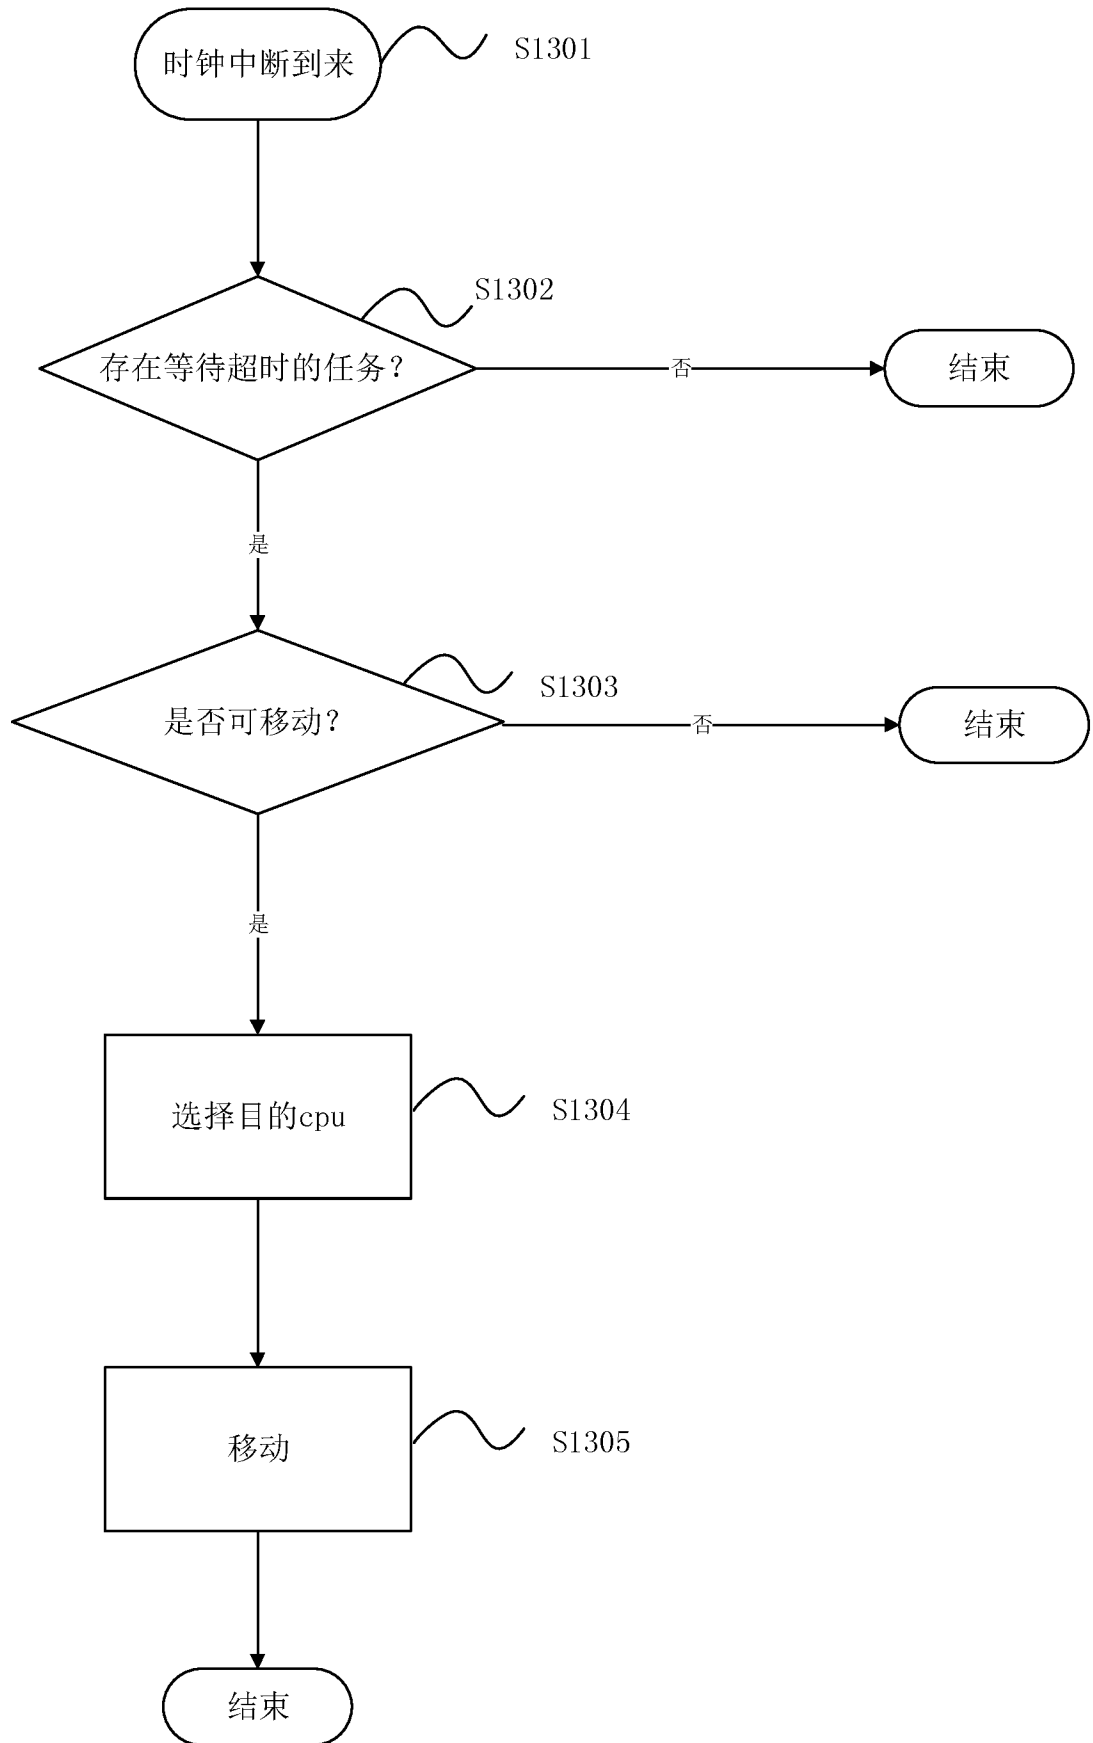 时钟中断到来
S1301
S1302
存在等待超时的任务?
否
结束
是
S1303
是否可移动?
否
结束
是
选择目的cpu
S1304
移动
S1305
结束